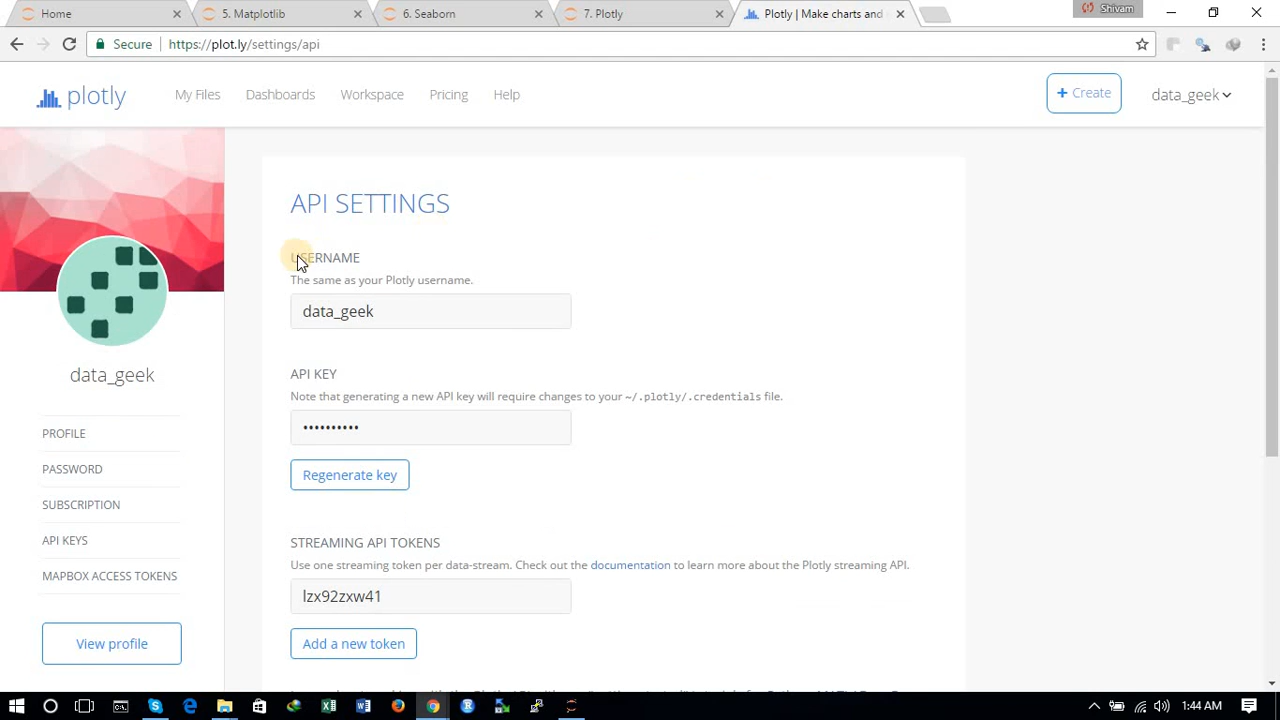 Home
5. Matplotlib
6. Seaborn
7. Plotly
Plotly | Make charts and
Shivam
Secure
https://plot.ly/settings/api
plotly
My Files
Dashboards
Workspace
Pricing
Help
+ Create
data_geek
API SETTINGS
USERNAME
The same as your Plotly username.
data_geek
API KEY
Note that generating a new API key will require changes to your ~/.plotly/.credentials file.
••••••••••
Regenerate key
STREAMING API TOKENS
Use one streaming token per data-stream. Check out the documentation to learn more about the Plotly streaming API.
lzx92zxw41
Add a new token
data_geek
PROFILE
PASSWORD
SUBSCRIPTION
API KEYS
MAPBOX ACCESS TOKENS
View profile
1:44 AM